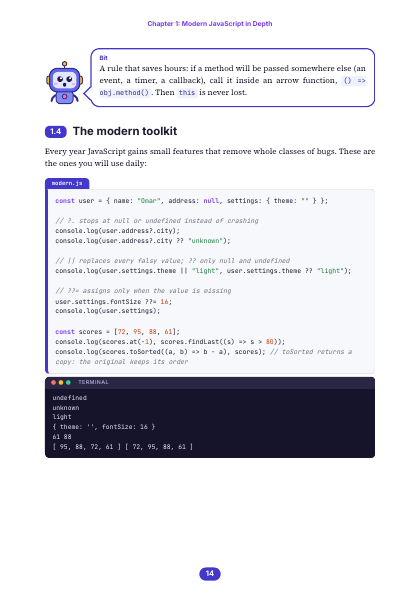 Chapter 1: Modern JavaScript in Depth
Bit
A rule that saves hours: if a method will be passed somewhere else (an
event, a timer, a callback), call it inside an arrow function, () =>
obj.method(). Then this is never lost.
1.4 The modern toolkit
Every year JavaScript gains small features that remove whole classes of bugs. These are
the ones you will use daily:
modern.js
const user = { name: "Omar", address: null, settings: { theme: "" } };
// ?. stops at null or undefined instead of crashing
console.log(user.address?.city);
console.log(user.address?.city ?? "unknown");
// || replaces every falsy value; ?? only null and undefined
console.log(user.settings.theme || "light", user.settings.theme ?? "light");
// ??= assigns only when the value is missing
user.settings.fontSize ??= 16;
console.log(user.settings);
const scores = [72, 95, 88, 61];
console.log(scores.at(-1), scores.findLast((s) => s > 80));
console.log(scores.toSorted((a, b) => b - a), scores); // toSorted returns a
copy: the original keeps its order
TERMINAL
undefined
unknown
light
{ theme: '', fontSize: 16 }
61 88
[ 95, 88, 72, 61 ] [ 72, 95, 88, 61 ]
14